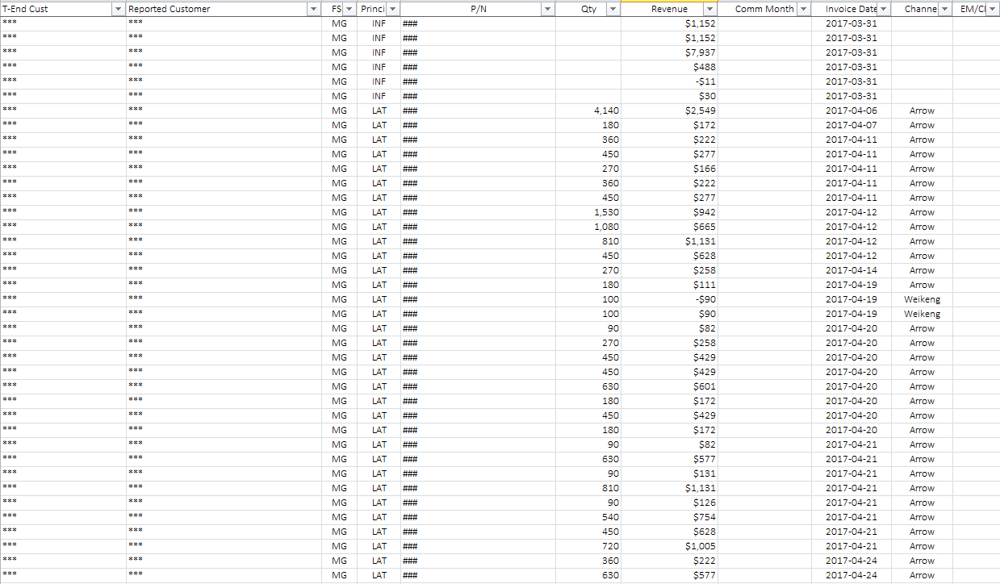 T-End Cust Reported Customer FS Princi P/N Qty Revenue Comm Month Invoice Date Channe EM/Cl
*** *** MG INF ### $1,152 2017-03-31
*** *** MG INF ### $1,152 2017-03-31
*** *** MG INF ### $7,937 2017-03-31
*** *** MG INF ### $488 2017-03-31
*** *** MG INF ### -$11 2017-03-31
*** *** MG INF ### $30 2017-03-31
*** *** MG LAT ### 4,140 $2,549 2017-04-06 Arrow
*** *** MG LAT ### 180 $172 2017-04-07 Arrow
*** *** MG LAT ### 360 $222 2017-04-11 Arrow
*** *** MG LAT ### 450 $277 2017-04-11 Arrow
*** *** MG LAT ### 270 $166 2017-04-11 Arrow
*** *** MG LAT ### 360 $222 2017-04-11 Arrow
*** *** MG LAT ### 450 $277 2017-04-11 Arrow
*** *** MG LAT ### 1,530 $942 2017-04-12 Arrow
*** *** MG LAT ### 1,080 $665 2017-04-12 Arrow
*** *** MG LAT ### 810 $1,131 2017-04-12 Arrow
*** *** MG LAT ### 450 $628 2017-04-12 Arrow
*** *** MG LAT ### 270 $258 2017-04-14 Arrow
*** *** MG LAT ### 180 $111 2017-04-19 Arrow
*** *** MG LAT ### 100 -$90 2017-04-19 Weikeng
*** *** MG LAT ### 100 $90 2017-04-19 Weikeng
*** *** MG LAT ### 90 $82 2017-04-20 Arrow
*** *** MG LAT ### 270 $258 2017-04-20 Arrow
*** *** MG LAT ### 450 $429 2017-04-20 Arrow
*** *** MG LAT ### 450 $429 2017-04-20 Arrow
*** *** MG LAT ### 630 $601 2017-04-20 Arrow
*** *** MG LAT ### 180 $172 2017-04-20 Arrow
*** *** MG LAT ### 450 $429 2017-04-20 Arrow
*** *** MG LAT ### 180 $172 2017-04-20 Arrow
*** *** MG LAT ### 90 $82 2017-04-21 Arrow
*** *** MG LAT ### 630 $577 2017-04-21 Arrow
*** *** MG LAT ### 90 $131 2017-04-21 Arrow
*** *** MG LAT ### 810 $1,131 2017-04-21 Arrow
*** *** MG LAT ### 90 $126 2017-04-21 Arrow
*** *** MG LAT ### 540 $754 2017-04-21 Arrow
*** *** MG LAT ### 450 $628 2017-04-21 Arrow
*** *** MG LAT ### 720 $1,005 2017-04-21 Arrow
*** *** MG LAT ### 360 $222 2017-04-24 Arrow
*** *** MG LAT ### 630 $577 2017-04-24 Arrow